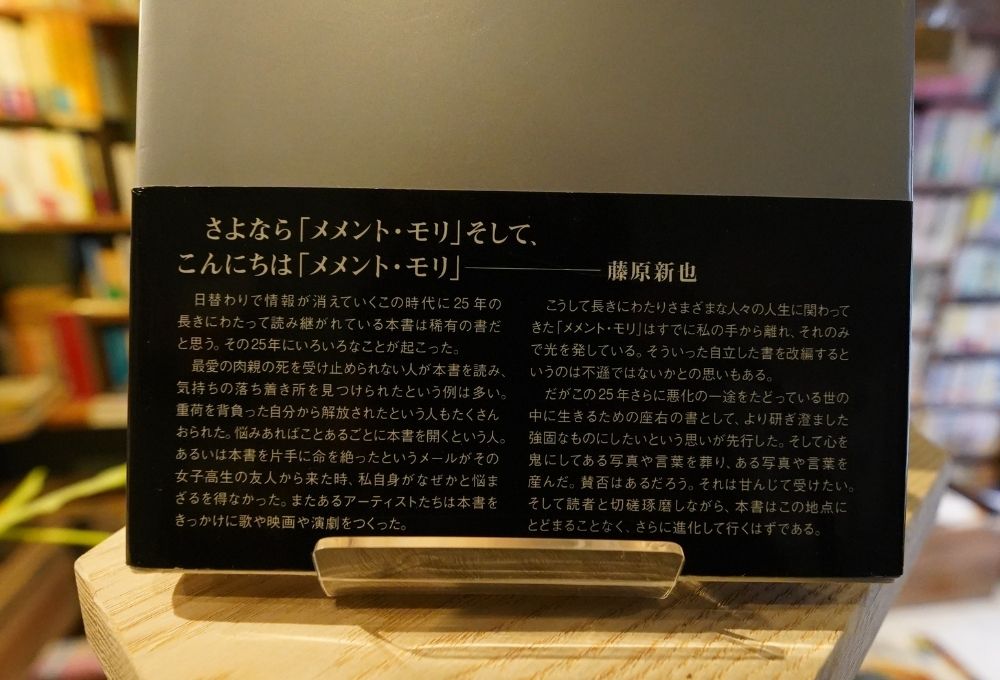 さよなら「メメント・モリ」そして、
こんにちは「メメント・モリ」――― 藤原新也
日替わりで情報が消えていくこの時代に25年の
長きにわたって読み継がれている本書は稀有の書だ
と思う。その25年にいろいろなことが起こった。
最愛の肉親の死を受け止められない人が本書を読み、
気持ちの落ち着き所を見つけられたという例は多い。
重荷を背負った自分から解放されたという人もたくさん
おられた。悩みあればことあるごとに本書を開くという人。
あるいは本書を片手に命を絶ったというメールがその
女子高生の友人から来た時、私自身がなぜかと悩ま
ざるを得なかった。またあるアーティストたちは本書を
きっかけに歌や映画や演劇をつくった。
こうして長きにわたりさまざまな人々の人生に関わって
きた「メメント・モリ」はすでに私の手から離れ、それのみ
で光を発している。そういった自立した書を改編すると
いうのは不遜ではないかとの思いもある。
だがこの25年さらに悪化の一途をたどっている世の
中に生きるための座右の書として、より研ぎ澄ました
強固なものにしたいという思いが先行した。そして心を
鬼にしてある写真や言葉を葬り、ある写真や言葉を
産んだ。賛否はあるだろう。それは甘んじて受けたい。
そして読者と切磋琢磨しながら、本書はこの地点に
とどまることなく、さらに進化して行くはずである。